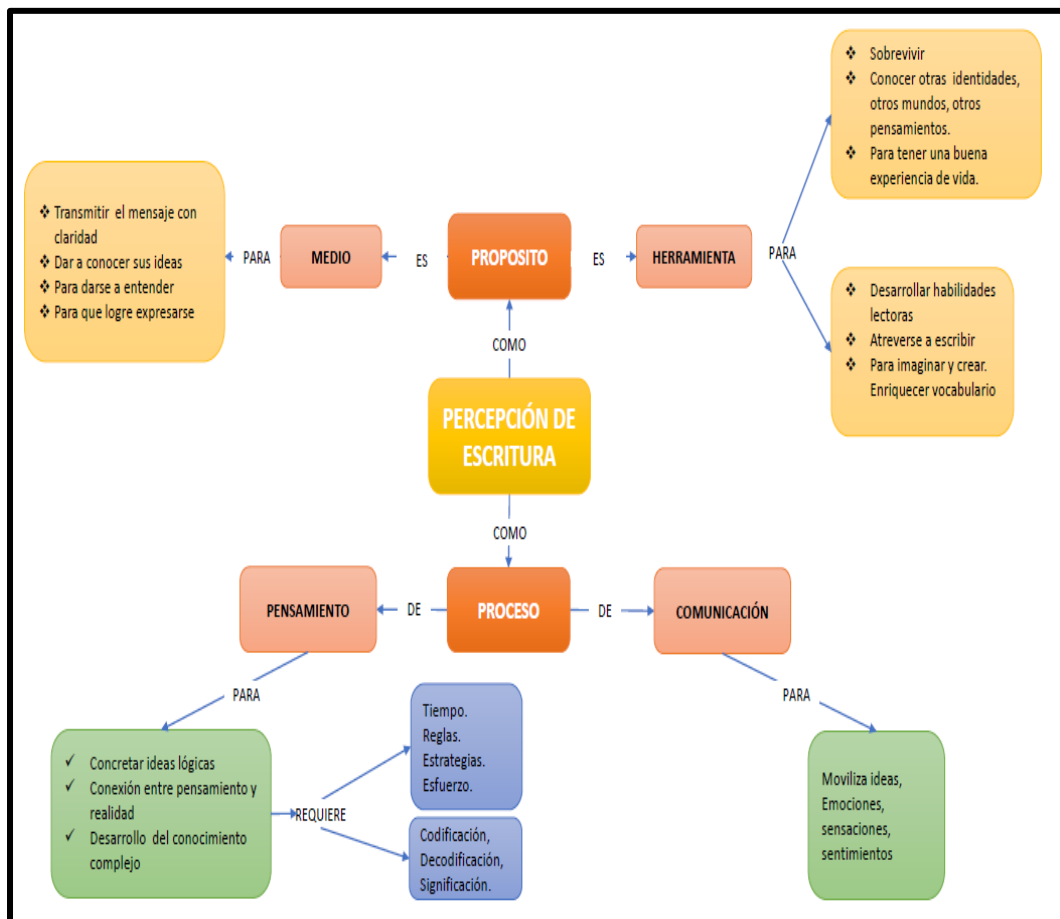 ❖ Sobrevivir
❖ Conocer otras identidades,
otros mundos, otros
pensamientos.
❖ Para tener una buena
experiencia de vida.
❖ Transmitir el mensaje con
claridad
❖ Dar a conocer sus ideas
❖ Para darse a entender
❖ Para que logre expresarse
PARA
MEDIO
ES
PROPOSITO
ES
HERRAMIENTA
PARA
❖ Desarrollar habilidades
lectoras
❖ Atreverse a escribir
❖ Para imaginar y crear.
Enriquecer vocabulario
COMO
PERCEPCIÓN DE
ESCRITURA
COMO
PENSAMIENTO
DE
PROCESO
DE
COMUNICACIÓN
PARA
PARA
✓ Concretar ideas lógicas
✓ Conexión entre pensamiento y
realidad
✓ Desarrollo del conocimiento
complejo
REQUIERE
Tiempo.
Reglas.
Estrategias.
Esfuerzo.
Codificación,
Decodificación,
Significación.
Moviliza ideas,
Emociones,
sensaciones,
sentimientos